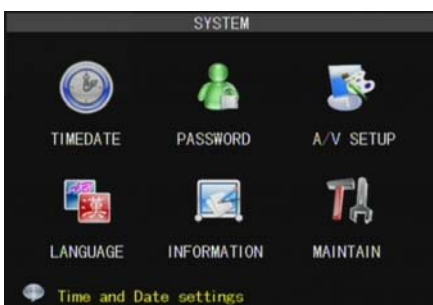 SYSTEM
TIMEDATE PASSWORD A/V SETUP
LANGUAGE INFORMATION MAINTAIN
Time and Date settings